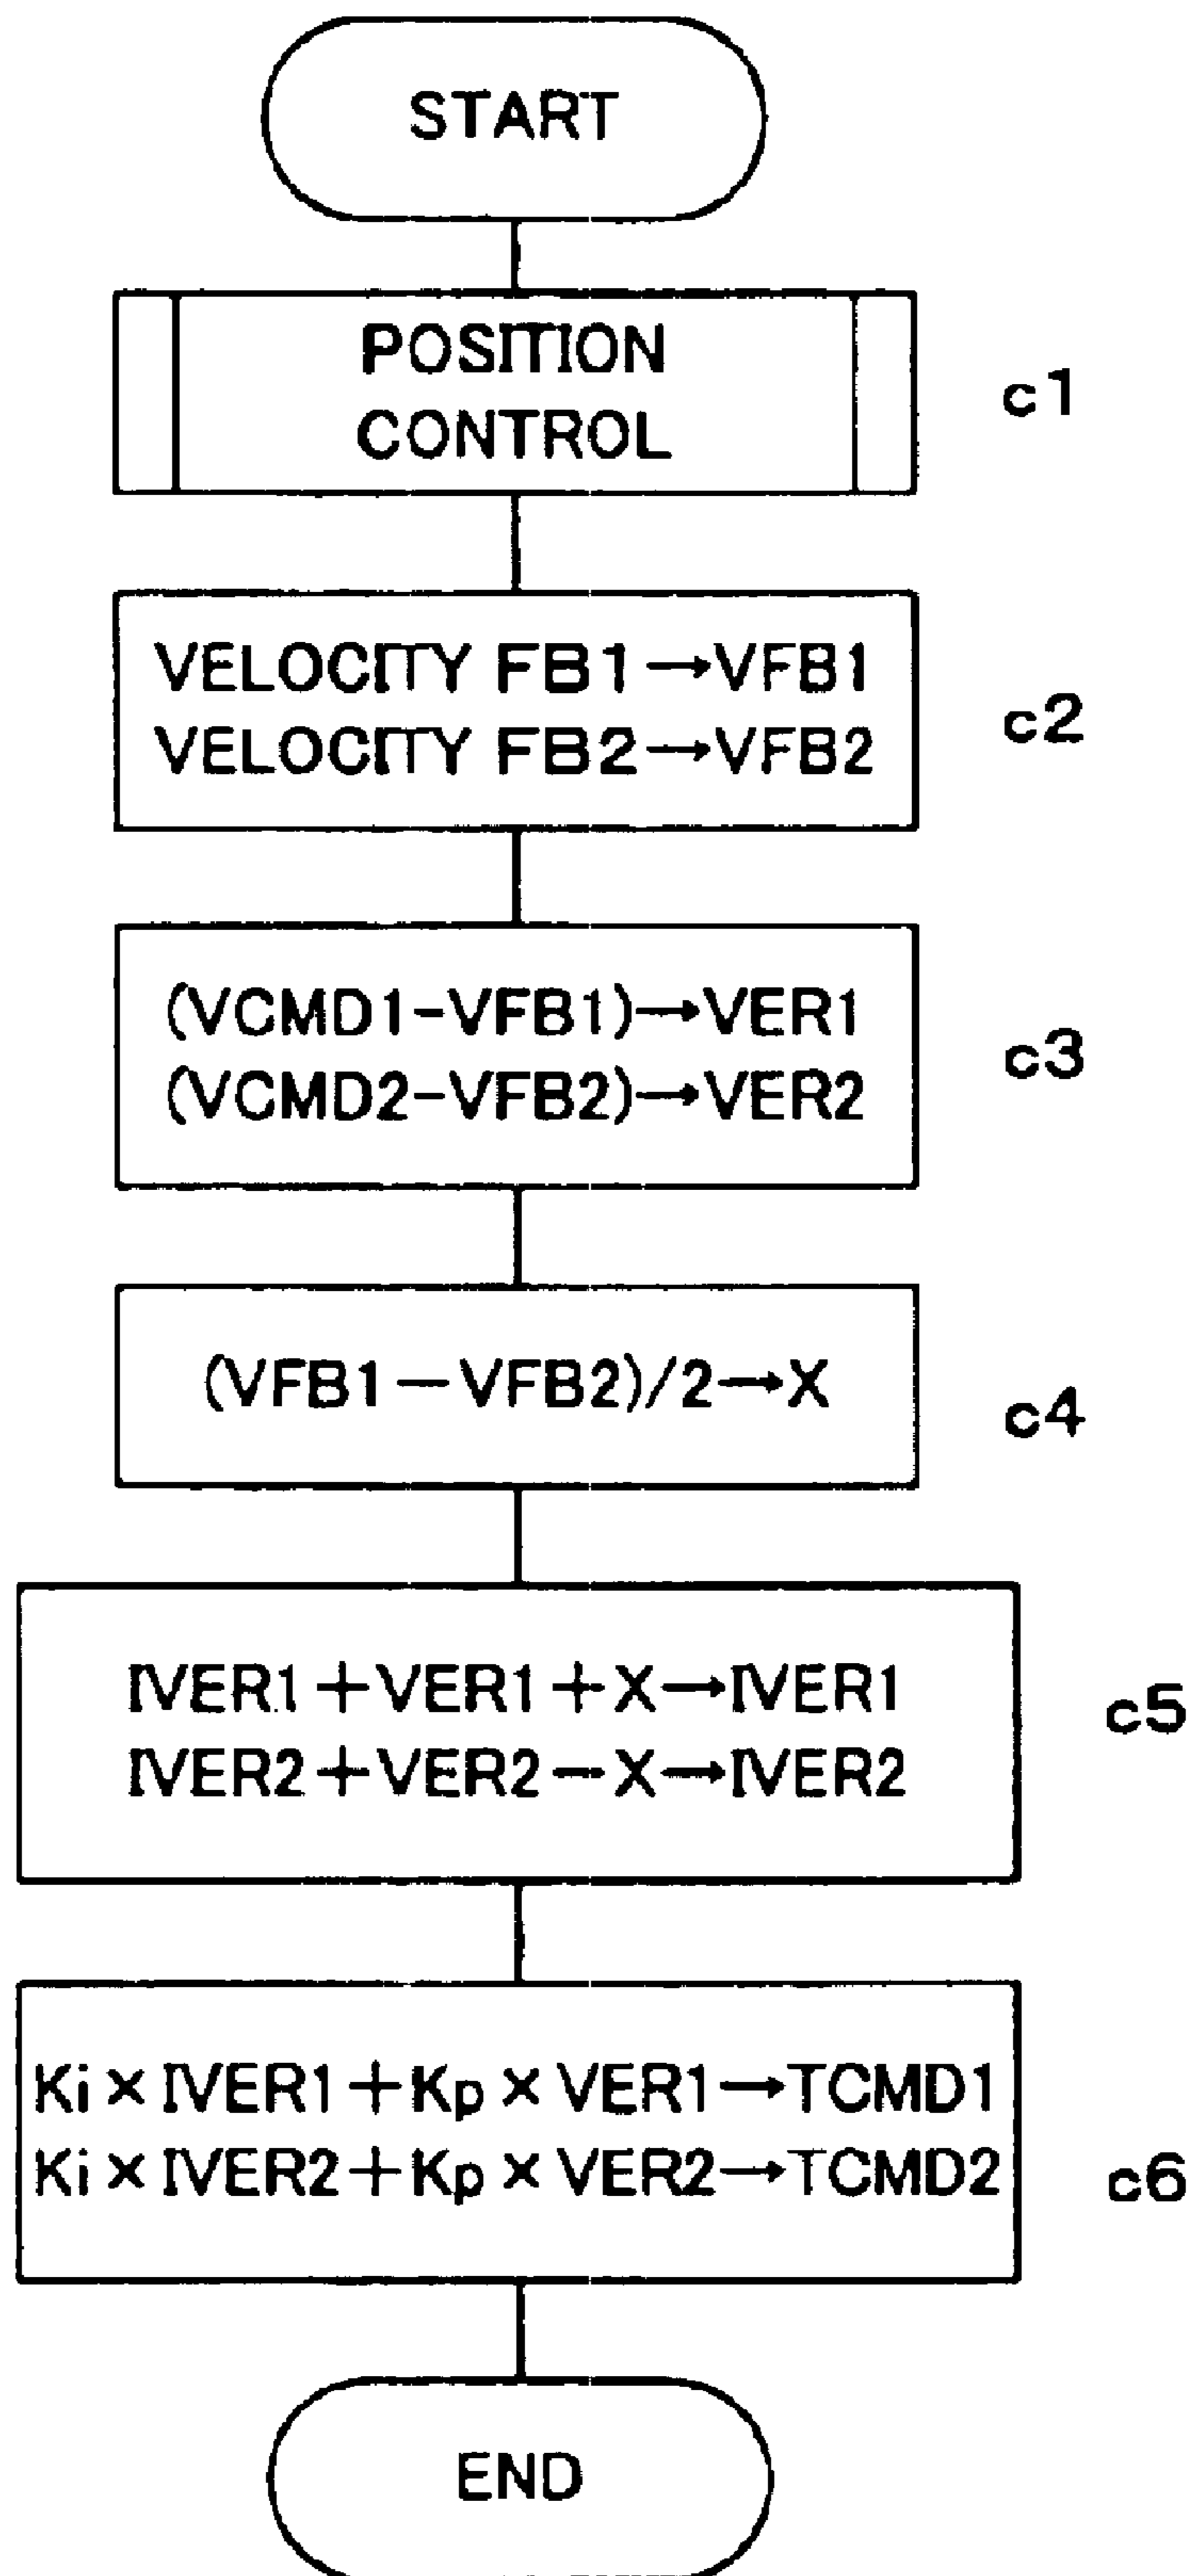 START
POSITION
CONTROL
c1
VELOCITY FB1→VFB1
VELOCITY FB2→VFB2
c2
(VCMD1-VFB1)→VER1
(VCMD2-VFB2)→VER2
c3
(VFB1-VFB2)/2→X
c4
IVER1+VER1+X→IVER1
IVER2+VER2-X→IVER2
c5
Ki×IVER1+Kp×VER1→TCMD1
Ki×IVER2+Kp×VER2→TCMD2
c6
END